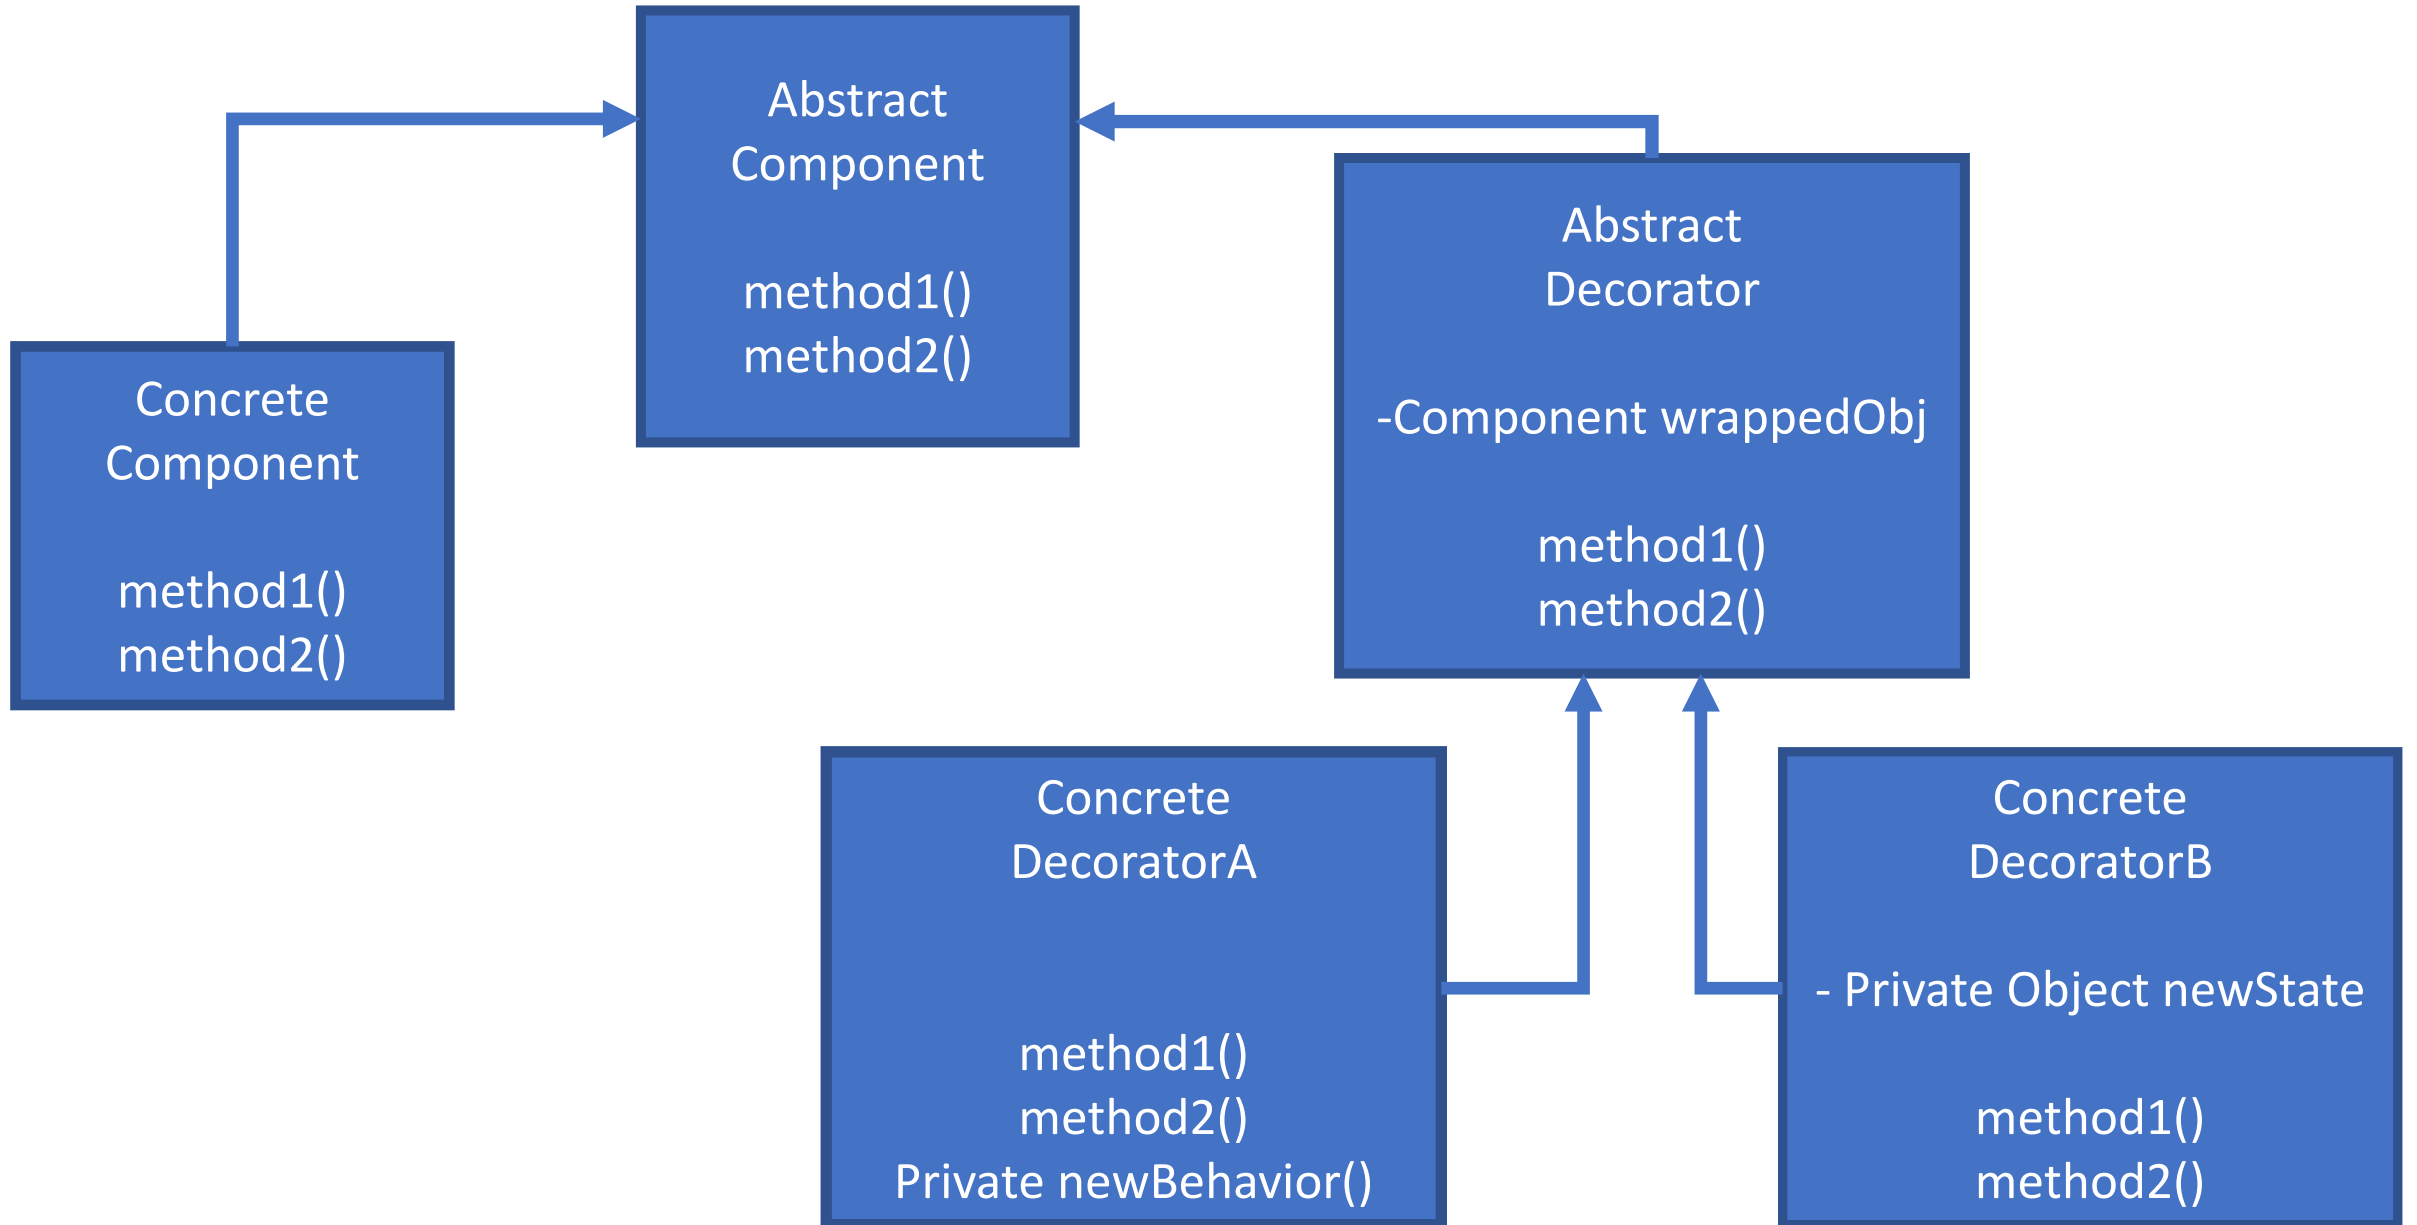 Abstract
Component
method1()
method2()
Concrete
Component
method1()
method2()
Abstract
Decorator
-Component wrappedObj
method1()
method2()
Concrete
DecoratorA
method1()
method2()
Private newBehavior()
Concrete
DecoratorB
- Private Object newState
method1()
method2()